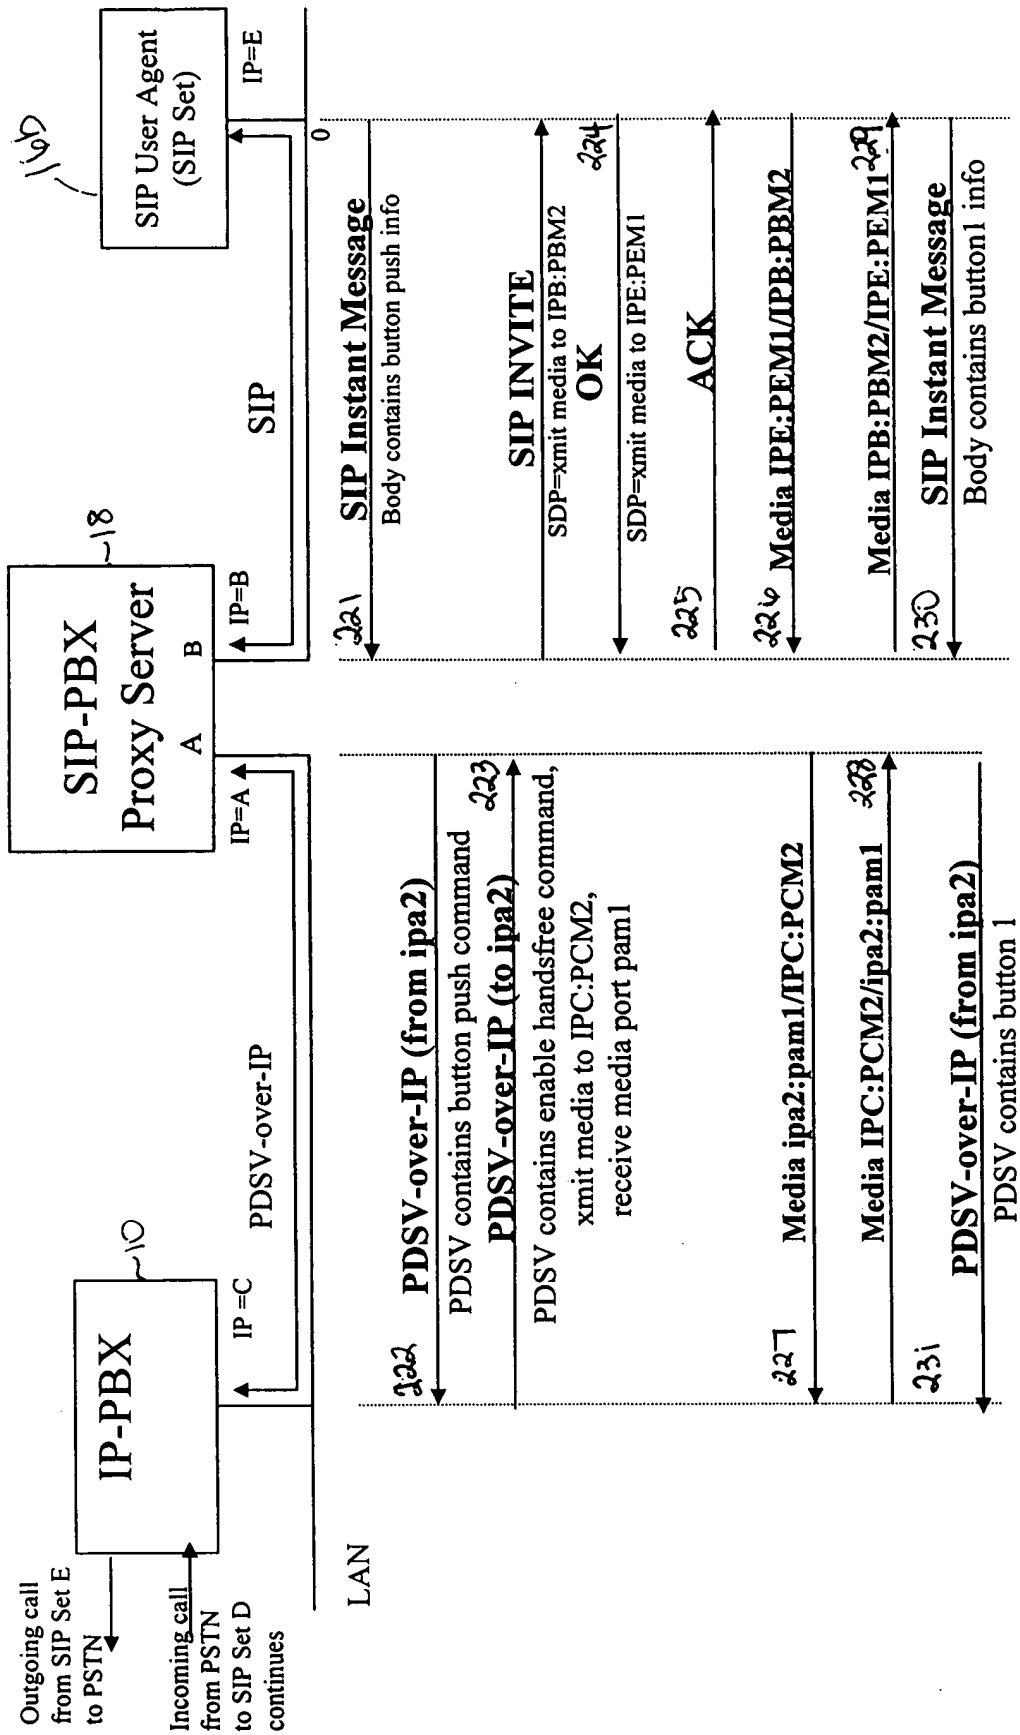 Outgoing call
from SIP Set E
to PSTN
Incoming call
from PSTN
to SIP Set D
continues
IP-PBX
10
IP =C
LAN
PDSV-over-IP
SIP-PBX
Proxy Server
18
A
B
IP=A
IP=B
SIP
SIP User Agent
(SIP Set)
16b
IP=E
0
221
SIP Instant Message
Body contains button push info
222
PDSV-over-IP (from ipa2)
PDSV contains button push command
PDSV-over-IP (to ipa2)
223
PDSV contains enable handsfree command,
xmit media to IPC:PCM2,
receive media port pam1
SIP INVITE
SDP=xmit media to IPB:PBM2
OK
224
SDP=xmit media to IPE:PEM1
225
ACK
226
Media IPE:PEM1/IPB:PBM2
227
Media ipa2:pam1/IPC:PCM2
Media IPC:PCM2/ipa2:pam1
228
Media IPB:PBM2/IPE:PEM1
229
230
SIP Instant Message
Body contains button1 info
231
PDSV-over-IP (from ipa2)
PDSV contains button 1